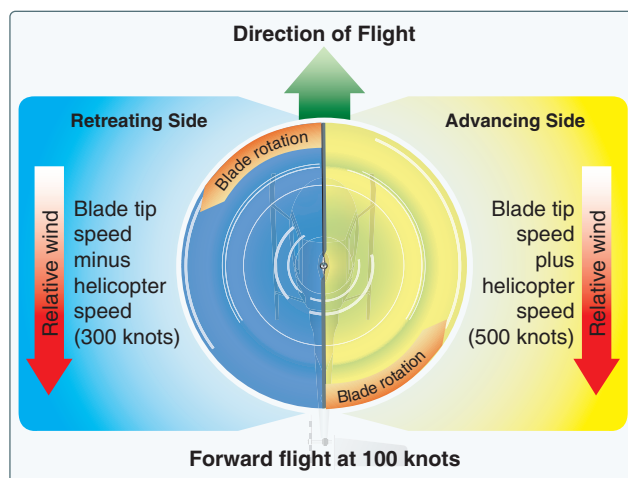 Direction of Flight
Retreating Side
Advancing Side
Blade rotation
Relative wind
Blade tip
speed
minus
helicopter
speed
(300 knots)
Blade tip
speed
plus
helicopter
speed
(500 knots)
Relative wind
Blade rotation
Forward flight at 100 knots